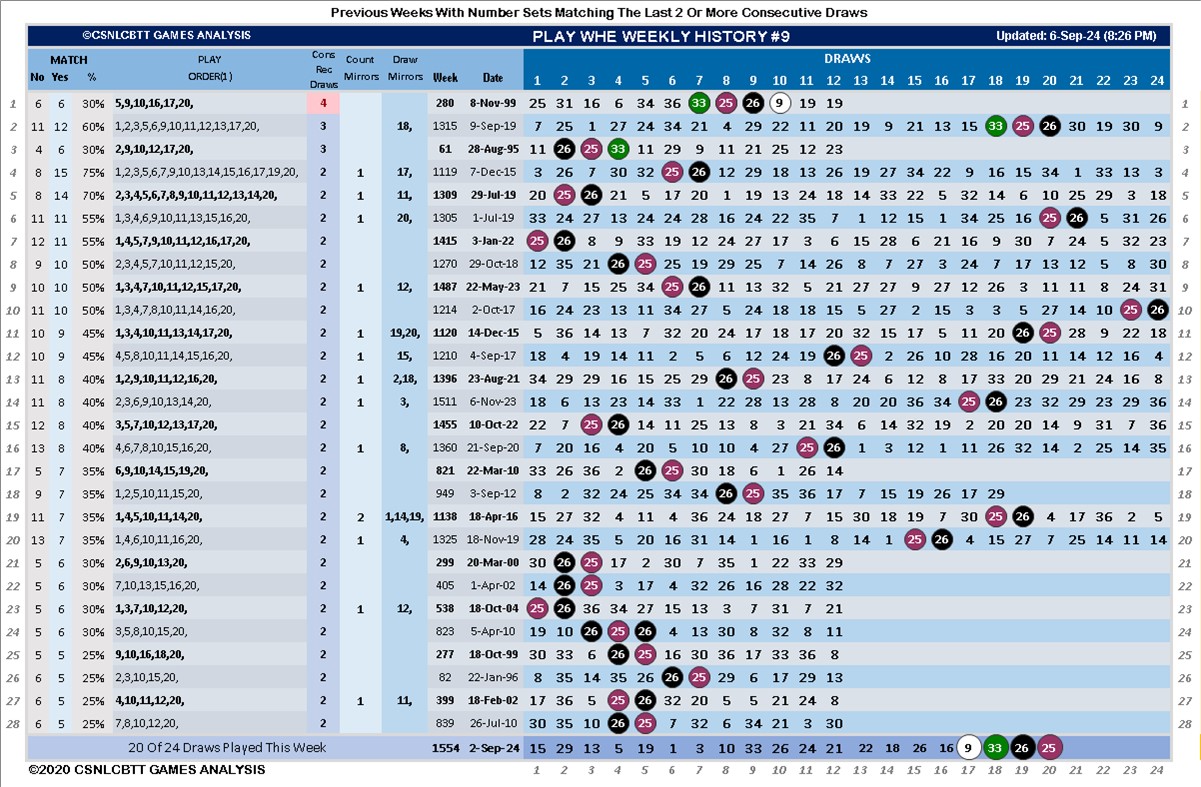 Previous Weeks With Number Sets Matching The Last 2 Or More Consecutive Draws
©CSNLCBTT GAMES ANALYSIS PLAY WHE WEEKLY HISTORY #9 Updated: 6-Sep-24 (8:26 PM)
MATCH PLAY Cons Count Draw DRAWS
No Yes % ORDER(1) Rec Draws Mirrors Mirrors Week Date 1 2 3 4 5 6 7 8 9 10 11 12 13 14 15 16 17 18 19 20 21 22 23 24
1 6 6 30% 5,9,10,16,17,20, 4 280 8-Nov-99 25 31 16 6 34 36 33 25 26 9 19 19 1
2 11 12 60% 1,2,3,5,6,9,10,11,12,13,17,20, 3 18, 1315 9-Sep-19 7 25 1 27 24 34 21 4 29 22 11 20 19 9 21 13 15 33 25 26 30 19 30 9 2
3 4 6 30% 2,9,10,12,17,20, 3 61 28-Aug-95 11 26 25 33 11 29 9 11 21 25 12 23 3
4 8 15 75% 1,2,3,5,6,7,9,10,13,14,15,16,17,19,20, 2 1 17, 1119 7-Dec-15 3 26 7 30 32 25 26 12 29 18 13 26 19 27 34 22 9 16 15 34 1 33 13 3 4
5 8 14 70% 2,3,4,5,6,7,8,9,10,11,12,13,14,20, 2 1 11, 1309 29-Jul-19 20 25 26 21 5 17 20 1 19 13 24 18 14 33 22 5 32 14 6 10 25 29 3 18 5
6 11 11 55% 1,3,4,6,9,10,11,13,15,16,20, 2 1 20, 1305 1-Jul-19 33 24 27 13 24 24 28 16 24 22 35 7 1 12 15 1 34 25 16 25 26 5 31 26 6
7 12 11 55% 1,4,5,7,9,10,11,12,16,17,20, 2 1415 3-Jan-22 25 26 8 9 33 19 12 24 27 17 3 6 15 28 6 21 16 9 30 7 24 5 32 23 7
8 9 10 50% 2,3,4,5,7,10,11,12,15,20, 2 1270 29-Oct-18 12 35 21 26 25 25 19 29 25 7 14 26 8 7 27 3 24 7 17 13 12 5 8 30 8
9 10 10 50% 1,3,4,7,10,11,12,15,17,20, 2 1 12, 1487 22-May-23 21 7 15 25 34 25 26 11 13 32 5 21 27 27 9 27 12 26 3 11 11 8 24 31 9
10 11 10 50% 1,3,4,7,8,10,11,14,15,20, 2 1214 2-Oct-17 16 24 23 13 11 34 27 5 24 18 18 15 5 27 16 2 15 3 3 5 27 14 10 25 26 10
11 10 9 45% 1,3,4,10,11,13,14,17,20, 2 1 19,20, 1120 14-Dec-15 5 36 14 13 7 32 20 24 17 18 17 20 32 15 17 5 11 20 26 25 28 9 22 18 11
12 10 9 45% 4,5,8,10,11,14,15,16,20, 2 1 15, 1210 4-Sep-17 18 4 19 14 11 2 5 6 12 24 19 26 25 2 26 10 28 16 20 11 14 12 16 4 12
13 11 8 40% 1,2,9,10,11,12,16,20, 2 1 2,18, 1396 23-Aug-21 34 29 29 16 15 25 29 26 25 23 8 17 24 6 12 8 17 33 20 29 21 24 16 8 13
14 11 8 40% 2,3,6,9,10,13,14,20, 2 1 3, 1511 6-Nov-23 18 6 13 23 14 33 1 22 28 13 28 8 20 20 36 34 25 26 23 32 29 23 29 36 14
15 12 8 40% 3,5,7,10,12,13,17,20, 2 1455 10-Oct-22 22 7 25 26 14 11 25 13 8 3 21 34 6 14 32 19 2 20 20 14 9 31 7 36 15
16 13 8 40% 4,6,7,8,10,15,16,20, 2 1 8, 1360 21-Sep-20 7 20 16 4 20 5 10 10 4 27 25 26 1 3 12 1 11 26 32 14 2 25 14 35 16
17 5 7 35% 6,9,10,14,15,19,20, 2 821 22-Mar-10 33 26 36 2 26 25 30 18 6 1 26 14 17
18 9 7 35% 1,2,5,10,11,15,20, 2 949 3-Sep-12 8 2 32 24 25 34 34 26 25 35 36 17 7 15 19 26 17 29 18
19 11 7 35% 1,4,5,10,11,14,20, 2 2 1,14,19, 1138 18-Apr-16 15 27 32 4 11 4 36 24 18 27 7 15 30 18 19 7 30 25 26 4 17 36 2 5 19
20 13 7 35% 1,4,6,10,11,16,20, 2 1 4, 1325 18-Nov-19 28 24 35 5 20 16 31 14 1 16 1 8 14 1 25 26 4 15 27 7 25 14 11 14 20
21 5 6 30% 2,6,9,10,13,20, 2 299 20-Mar-00 30 26 25 17 2 30 7 35 1 22 33 29 21
22 5 6 30% 7,10,13,15,16,20, 2 405 1-Apr-02 14 26 25 3 17 4 32 26 16 28 22 32 22
23 5 6 30% 1,3,7,10,12,20, 2 1 12, 538 18-Oct-04 25 26 36 34 27 15 13 3 7 31 7 21 23
24 5 6 30% 3,5,8,10,15,20, 2 823 5-Apr-10 19 10 26 25 26 4 13 30 8 32 8 11 24
25 5 5 25% 9,10,16,18,20, 2 277 18-Oct-99 30 33 6 26 25 16 30 36 17 33 36 8 25
26 6 5 25% 2,3,10,15,20, 2 82 22-Jan-96 8 35 14 35 26 26 25 29 6 17 29 13 26
27 6 5 25% 4,10,11,12,20, 2 1 11, 399 18-Feb-02 17 36 5 25 26 32 20 5 5 21 24 8 27
28 6 5 25% 7,8,10,12,20, 2 839 26-Jul-10 30 35 10 26 25 7 32 6 34 21 3 30 28
20 Of 24 Draws Played This Week 1554 2-Sep-24 15 29 13 5 19 1 3 10 33 26 24 21 22 18 26 16 9 33 26 25
©2020 CSNLCBTT GAMES ANALYSIS 1 2 3 4 5 6 7 8 9 10 11 12 13 14 15 16 17 18 19 20 21 22 23 24